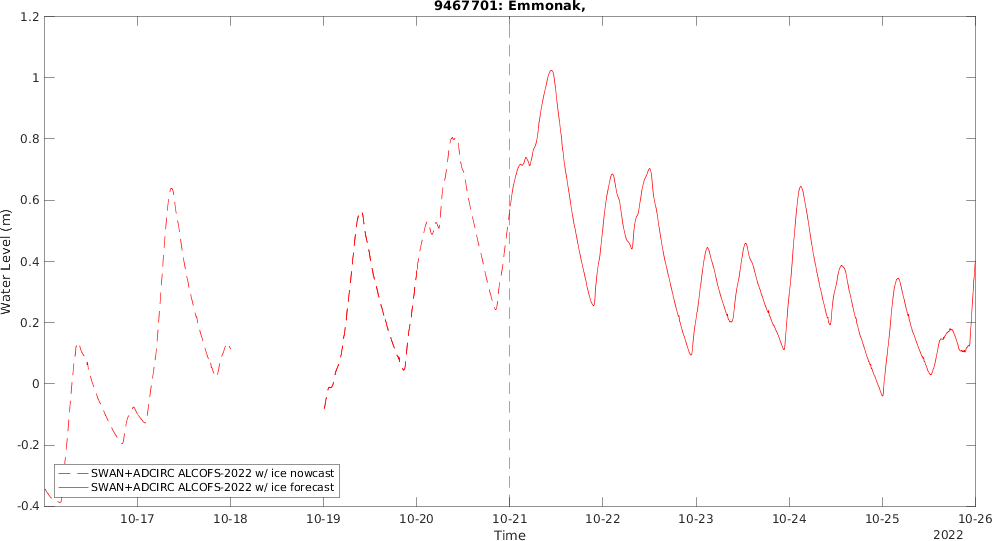 9467701: Emmonak,
1.2
1
0.8
0.6
0.4
0.2
0
-0.2
-0.4
Water Level (m)
SWAN+ADCIRC ALCOFS-2022 w/ ice nowcast
SWAN+ADCIRC ALCOFS-2022 w/ ice forecast
10-17 10-18 10-19 10-20 10-21 10-22 10-23 10-24 10-25 10-26
Time
2022